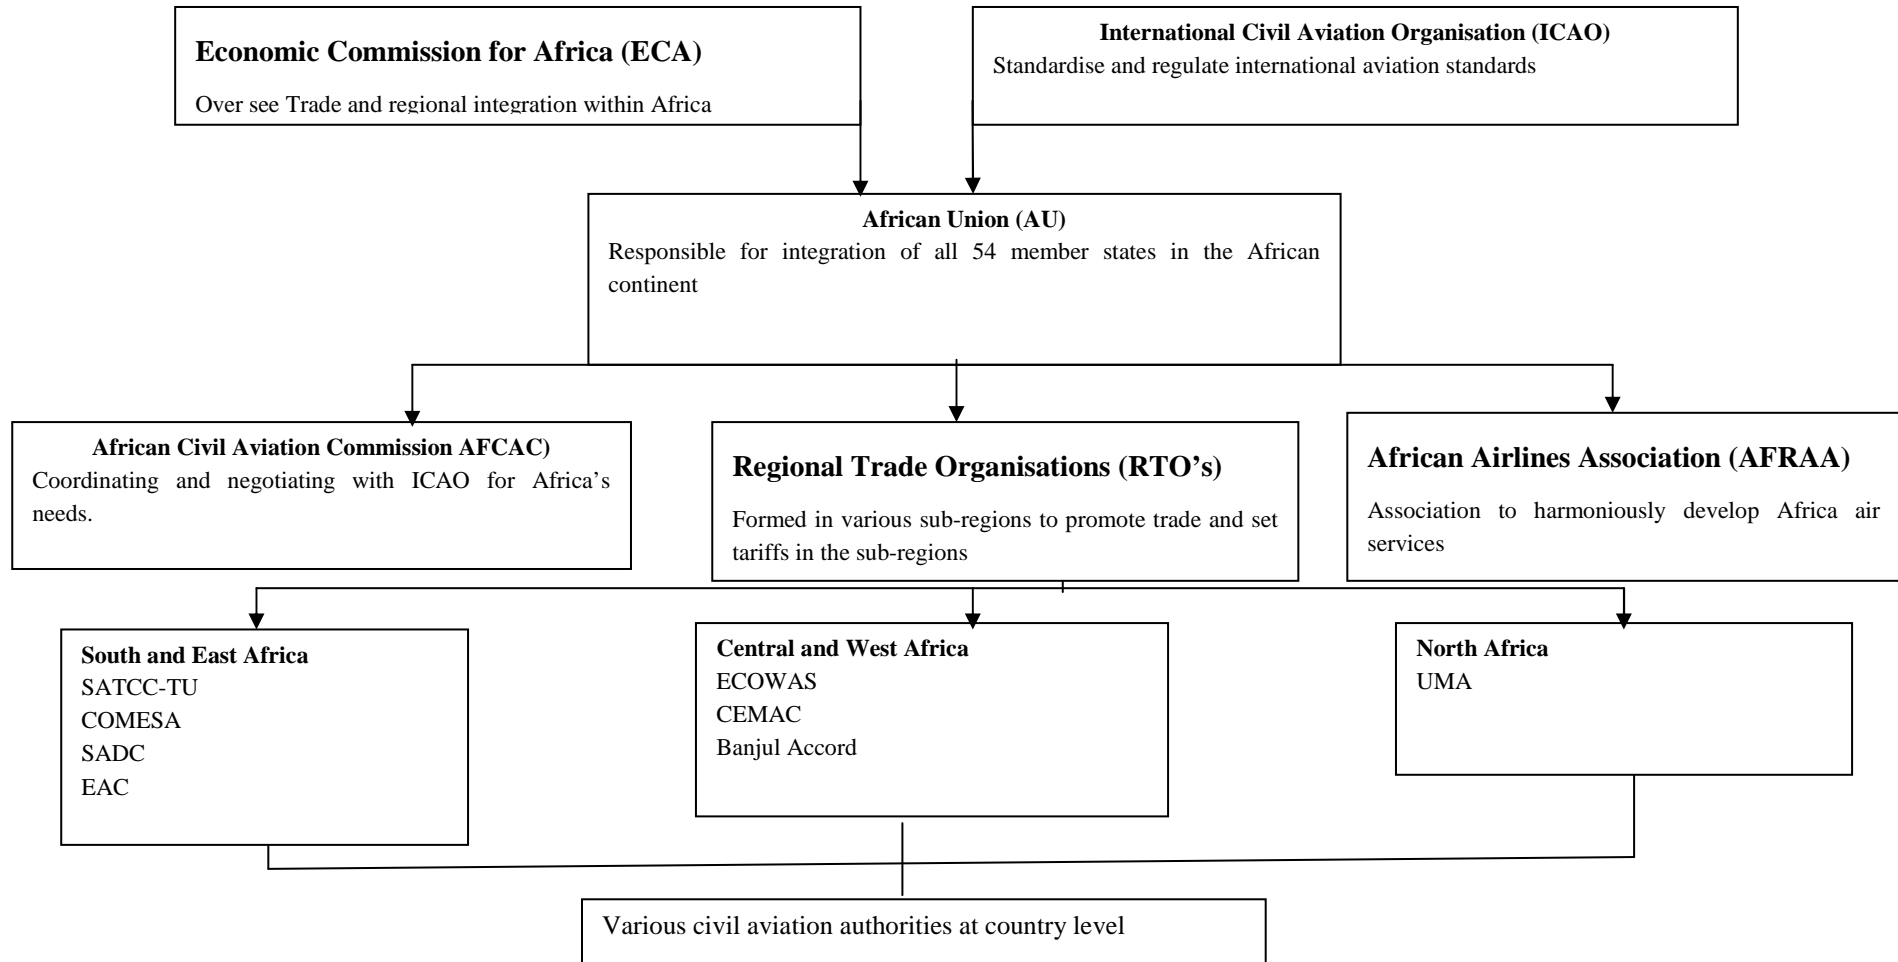 Economic Commission for Africa (ECA)
Over see Trade and regional integration within Africa
International Civil Aviation Organisation (ICAO)
Standardise and regulate international aviation standards
African Union (AU)
Responsible for integration of all 54 member states in the African
continent
African Civil Aviation Commission AFCAC)
Coordinating and negotiating with ICAO for Africa’s
needs.
Regional Trade Organisations (RTO’s)
Formed in various sub-regions to promote trade and set
tariffs in the sub-regions
African Airlines Association (AFRAA)
Association to harmoniously develop Africa air
services
South and East Africa
SATCC-TU
COMESA
SADC
EAC
Central and West Africa
ECOWAS
CEMAC
Banjul Accord
North Africa
UMA
Various civil aviation authorities at country level